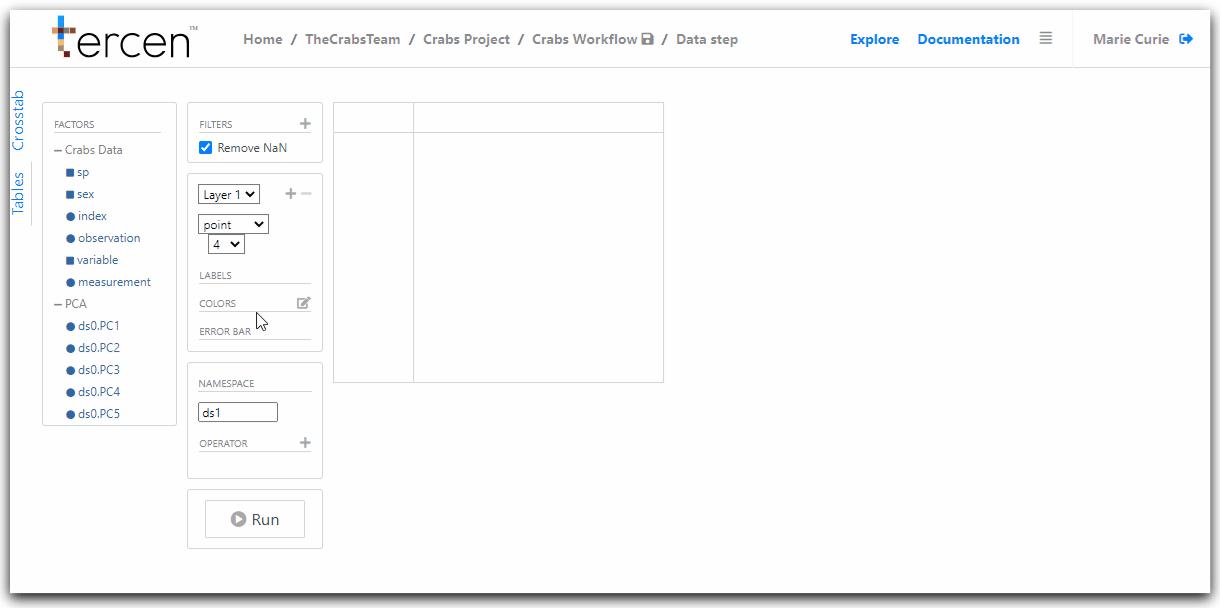 tercen™
Home / TheCrabsTeam / Crabs Project / Crabs Workflow / Data step
Explore Documentation Marie Curie
Crosstab
Tables
FACTORS
Crabs Data
sp
sex
index
observation
variable
measurement
PCA
ds0.PC1
ds0.PC2
ds0.PC3
ds0.PC4
ds0.PC5
FILTERS
Remove NaN
Layer 1
point
4
LABELS
COLORS
ERROR BAR
NAMESPACE
ds1
OPERATOR
Run